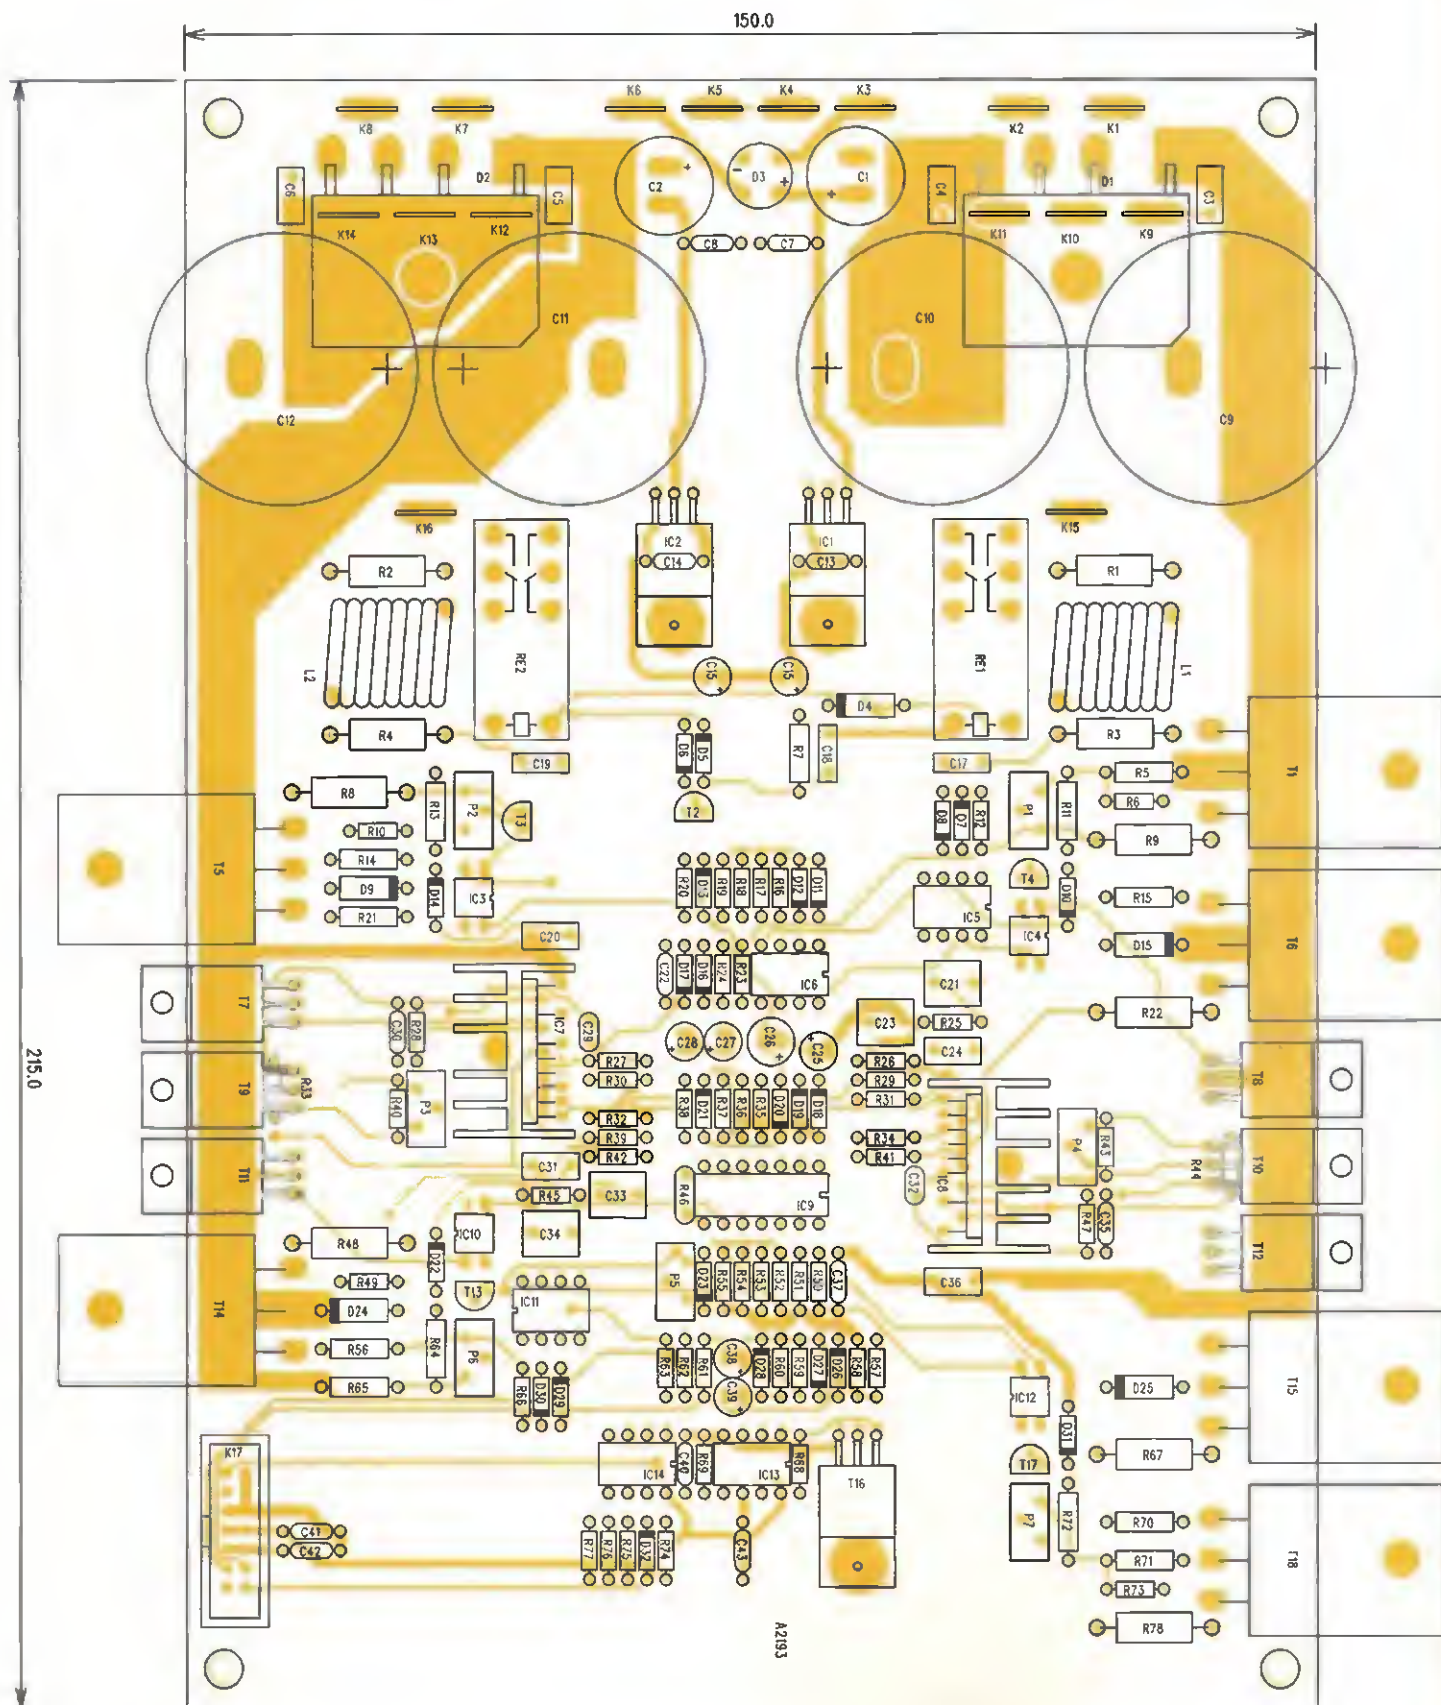 150.0
K8 K7 K6 K5 K4 K3 K2 K1
C6 D2 C5 C2 + - D3 + C1 + C4 D1 C3
K14 K13 K12 K11 K10 K9
C8 C7
C11 C10
+ + + +
C12 C9
K16 K15
IC2 IC1
C14 C13
R2 R1
L2 RE2 RE1 L1
C15 + C15 +
D4
R4 R3
C19 D6 D5 R7 C18 C17
R8 R13 P2 T3 T2 D8 D7 R12 P1 R11 R5 R6 T1
R10 R9
T5 R14 D9 D14 IC3 R20 D13 R19 R18 R17 R16 D12 D11 IC5 T4 D10 R15
R21 IC4
C20 D15 T6
C22 D17 D16 R24 R23 IC6 C21
T7 C30 R28 IC7 C29 C28 + C27 + C26 + C25 + C23 R25 R22
C24
R27 R26
T9 R33 R40 P3 R30 R29 T8
R31
R32 R38 D21 R37 R36 R35 D20 D19 D18
R39 R34 P4 R43
T11 R42 R41 R44 T10
C31 C32 IC8
R45 C33 R46 IC9 R47 C35
R48 IC10 C34 T12
D22
215.0
R49 T13 P5 D23 R55 R54 R53 R52 R51 R50 C37 C36
T14 D24 IC11
R56 R64 P6 R63 R62 R61 C38 + D28 R60 R59 D27 D26 R58 R57
R65 R66 D30 D29 C39 + IC12 D25 T15
K17 D31
IC14 C40 R69 IC13 R68 T16 T17 R67
C41 R70
C42 R77 R76 R75 D32 R74 C43 P7 R72 R71 T18
R73
A2193 R78